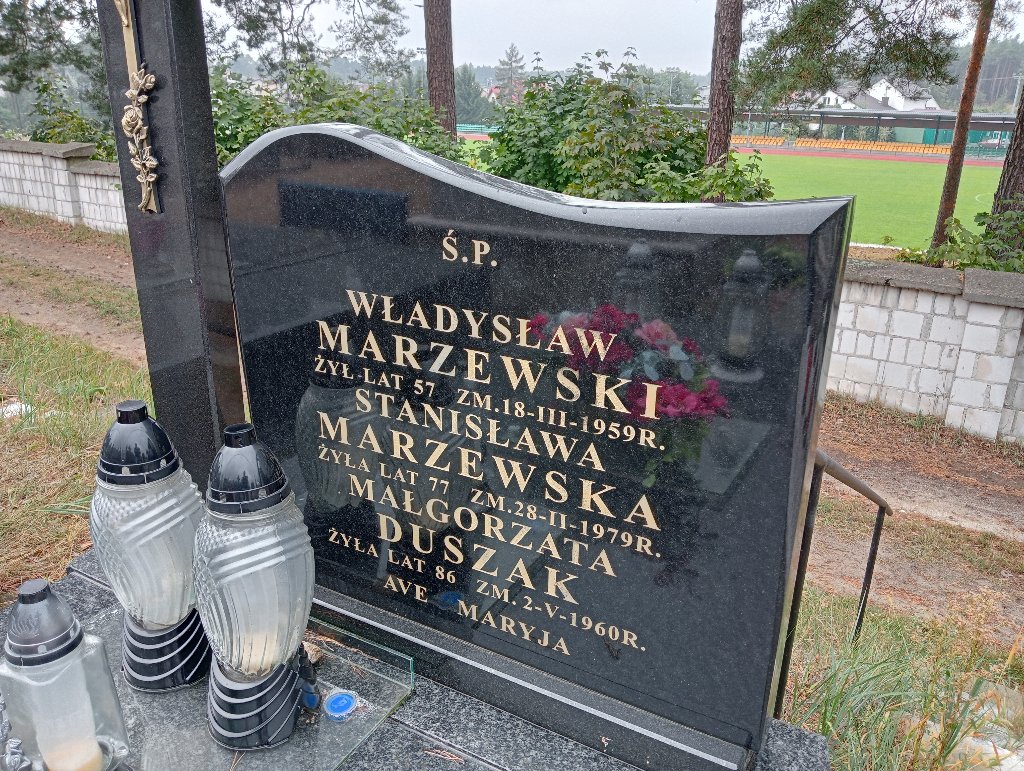 Ś.P.
WŁADYSŁAW
MARZEWSKI
ŻYŁ LAT 57 ZM.18-III-1959R.
STANISŁAWA
MARZEWSKA
ŻYŁA LAT 77 ZM.28-II-1979R.
MAŁGORZATA
DUSZAK
ŻYŁA LAT 86 ZM.2-V-1960R.
AVE MARYJA